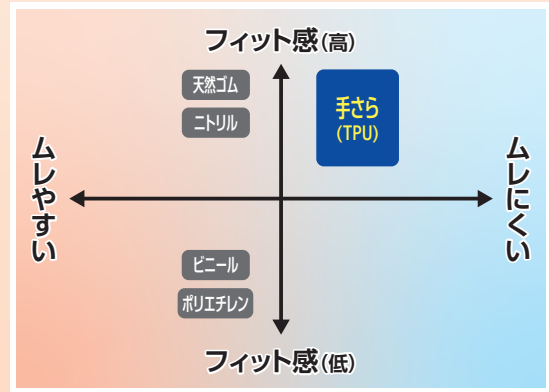 フィット感(高)
天然ゴム
ニトリル
手さら
(TPU)
ムレやすい
ムレにくい
ビニール
ポリエチレン
フィット感(低)